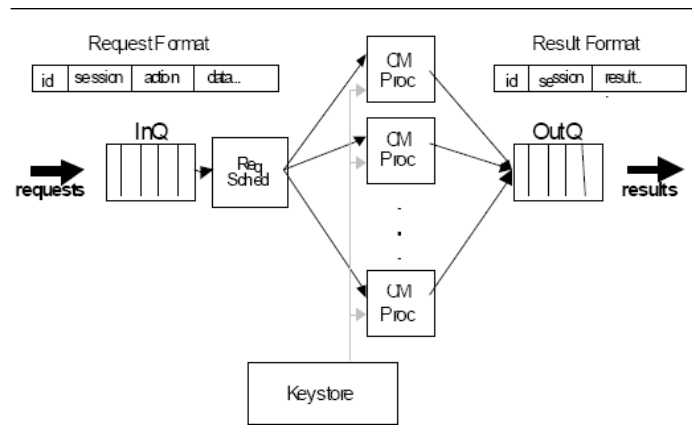 Request Format
id session action data..
Result Format
id session result..
CM
Proc
InQ
requests
Req
Sched
CM
Proc
OutQ
results
CM
Proc
Keystore